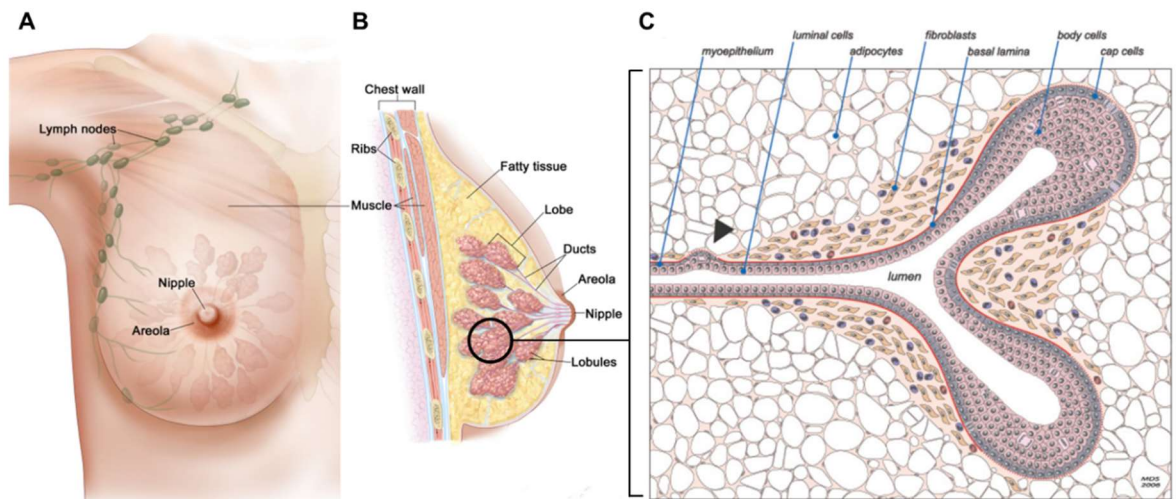 A
Lymph nodes
Muscle
Nipple
Areola
B
Chest wall
Ribs
Fatty tissue
Lobe
Ducts
Areola
Nipple
Lobules
C
myoepithelium
luminal cells
adipocytes
fibroblasts
basal lamina
body cells
cap cells
lumen
MDS
2006